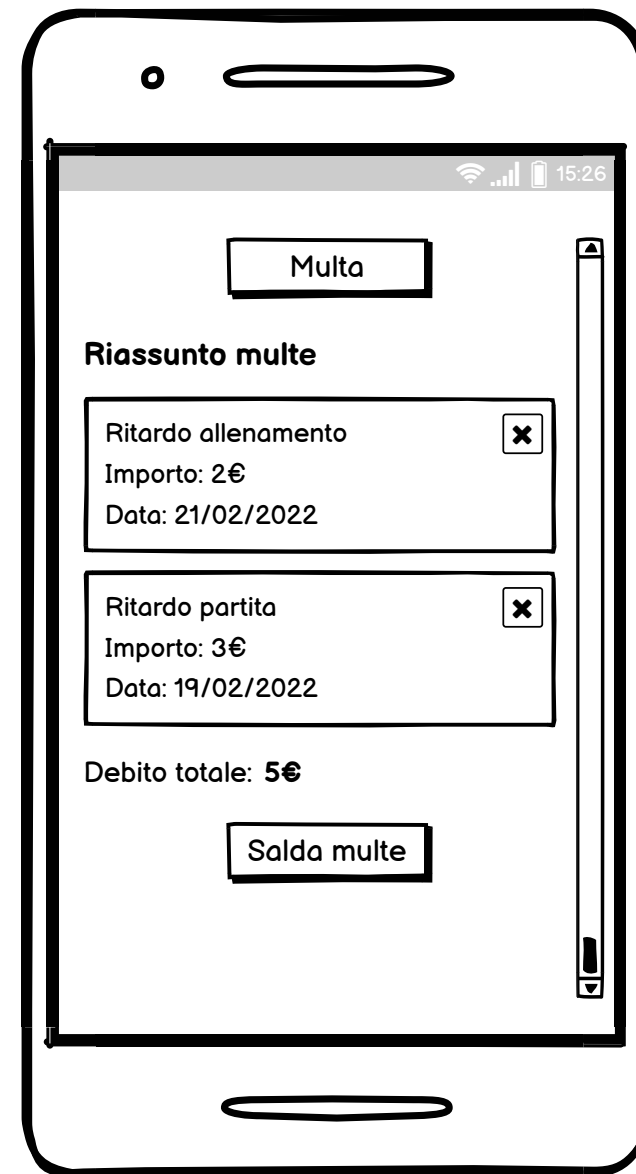 15:26
Multa
Riassunto multe
Ritardo allenamento
Importo: 2€
Data: 21/02/2022
Ritardo partita
Importo: 3€
Data: 19/02/2022
Debito totale: 5€
Salda multe